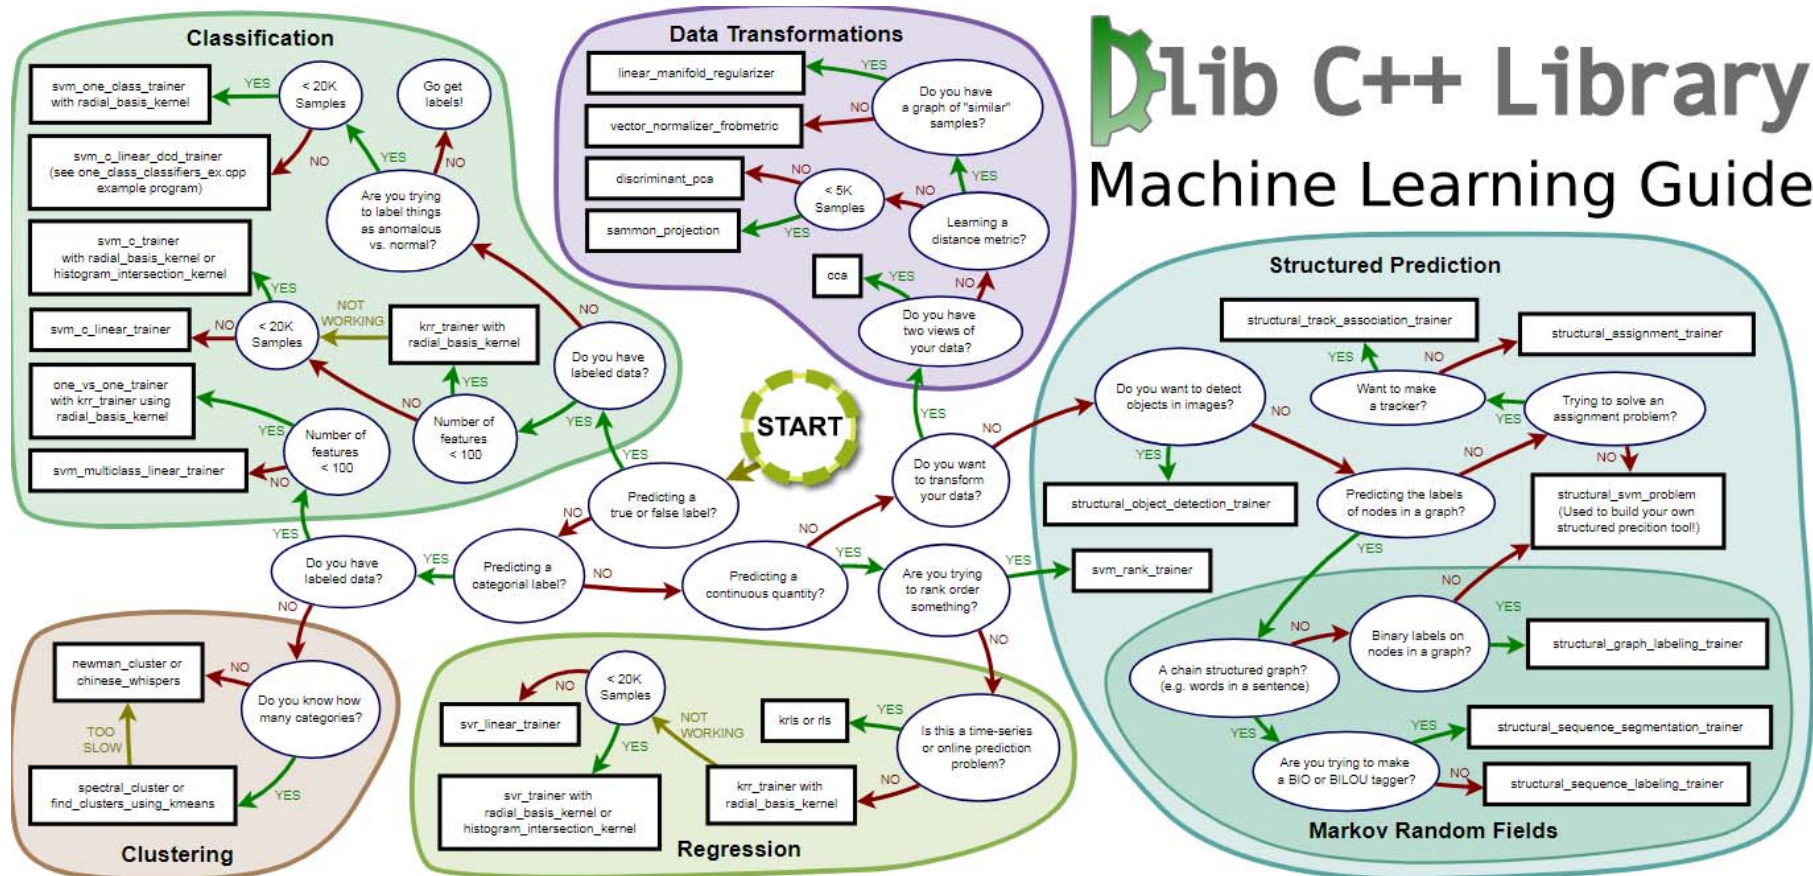 lib C++ Library
Machine Learning Guide
START
Classification
svm_one_class_trainer
with radial_basis_kernel
YES
< 20K
Samples
Go get
labels!
NO
YES
NO
svm_c_linear_dcd_trainer
(see one_class_classifiers_ex.cpp
example program)
Are you trying
to label things
as anomalous
vs. normal?
svm_c_trainer
with radial_basis_kernel or
histogram_intersection_kernel
YES
NO
svm_c_linear_trainer
NO
< 20K
Samples
NOT
WORKING
krr_trainer with
radial_basis_kernel
Do you have
labeled data?
one_vs_one_trainer
with krr_trainer using
radial_basis_kernel
YES
NO
YES
YES
Number of
features
< 100
Number of
features
< 100
svm_multiclass_linear_trainer
NO
YES
YES
Data Transformations
linear_manifold_regularizer
YES
Do you have
a graph of "similar"
samples?
vector_normalizer_frobmetric
NO
discriminant_pca
NO
< 5K
Samples
NO
YES
sammon_projection
YES
Learning a
distance metric?
cca
YES
NO
Do you have
two views of
your data?
YES
Predicting a
true or false label?
NO
Do you want
to transform
your data?
NO
NO
Do you have
labeled data?
YES
Predicting a
categorial label?
NO
Predicting a
continuous quantity?
YES
Are you trying
to rank order
something?
YES
NO
NO
Clustering
newman_cluster or
chinese_whispers
NO
Do you know how
many categories?
TOO
SLOW
spectral_cluster or
find_clusters_using_kmeans
YES
Regression
< 20K
Samples
NO
svr_linear_trainer
YES
NOT
WORKING
krls or rls
YES
Is this a time-series
or online prediction
problem?
svr_trainer with
radial_basis_kernel or
histogram_intersection_kernel
krr_trainer with
radial_basis_kernel
NO
Structured Prediction
structural_track_association_trainer
structural_assignment_trainer
YES
NO
Do you want to detect
objects in images?
Want to make
a tracker?
YES
Trying to solve an
assignment problem?
NO
YES
NO
NO
structural_object_detection_trainer
Predicting the labels
of nodes in a graph?
structural_svm_problem
(Used to build your own
structured precition tool!)
YES
svm_rank_trainer
NO
YES
NO
Binary labels on
nodes in a graph?
structural_graph_labeling_trainer
A chain structured graph?
(e.g. words in a sentence)
YES
YES
structural_sequence_segmentation_trainer
Are you trying to make
a BIO or BILOU tagger?
NO
structural_sequence_labeling_trainer
Markov Random Fields